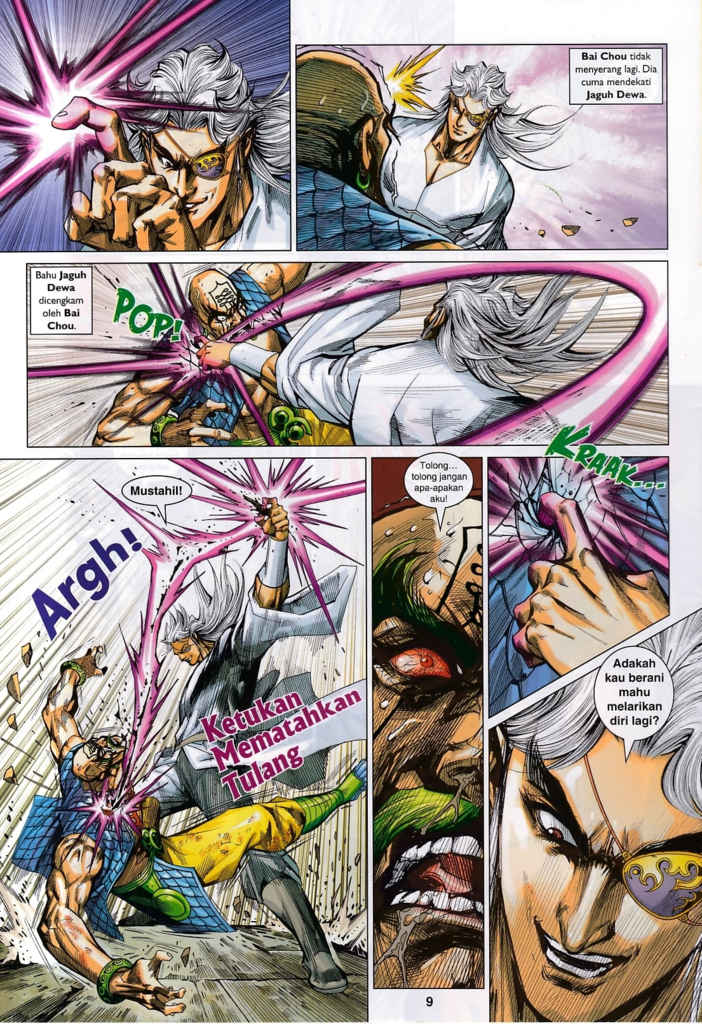 Bai Chou tidak
menyerang lagi. Dia
cuma mendekati
Jaguh Dewa.
Bahu Jaguh
Dewa
dicengkam
oleh Bai
Chou.
POP!
Mustahil!
Argh!
Ketukan
Mematahkan
Tulang
Tolong...
tolong jangan
apa-apakan
aku!
KRAAK...
Adakah
kau berani
mahu
melarikan
diri lagi?
9